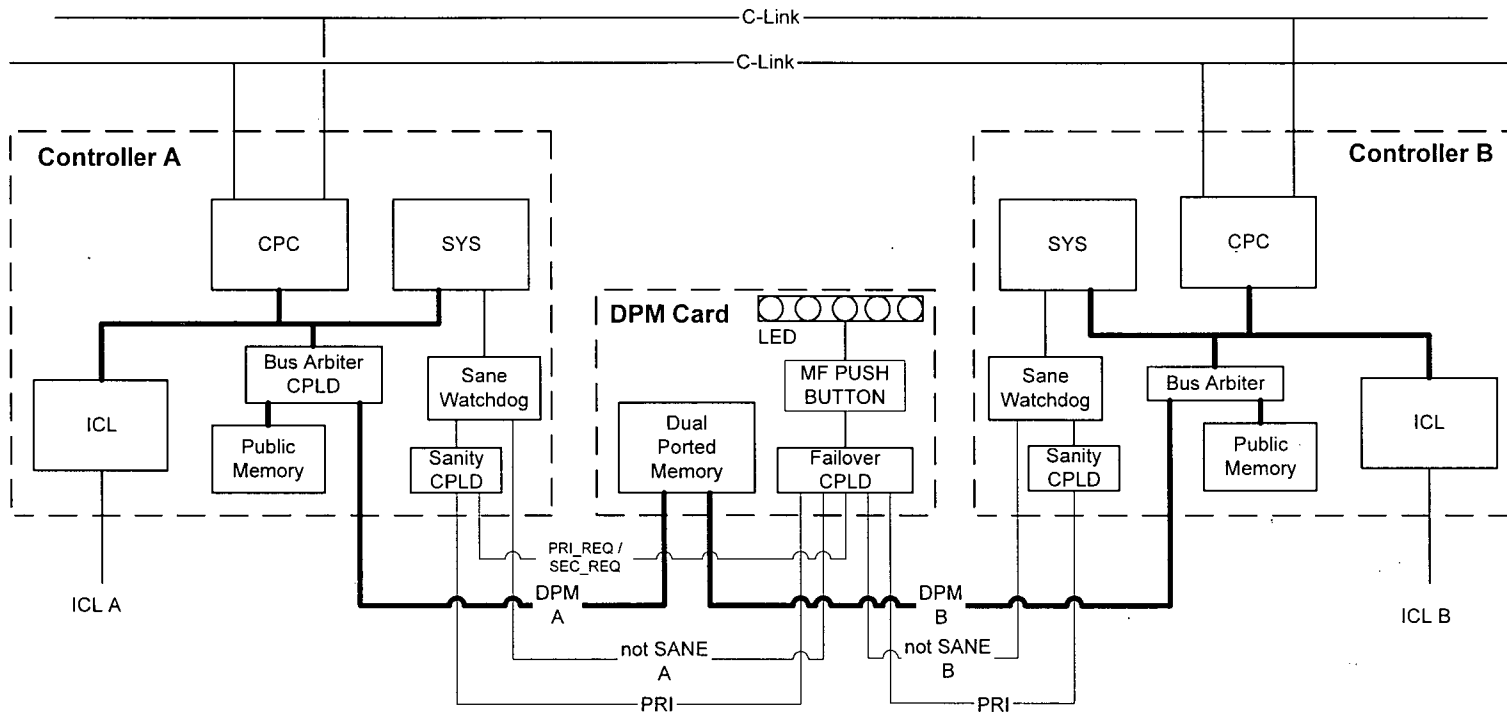 C-Link
C-Link
Controller A
Controller B
CPC
SYS
SYS
CPC
DPM Card
LED
Bus Arbiter
CPLD
Sane
Watchdog
MF PUSH
BUTTON
Sane
Watchdog
Bus Arbiter
ICL
Public
Memory
Sanity
CPLD
Dual
Ported
Memory
Failover
CPLD
Sanity
CPLD
Public
Memory
ICL
PRI_REQ /
SEC_REQ
ICL A
DPM
A
DPM
B
ICL B
not SANE
A
not SANE
B
PRI
PRI